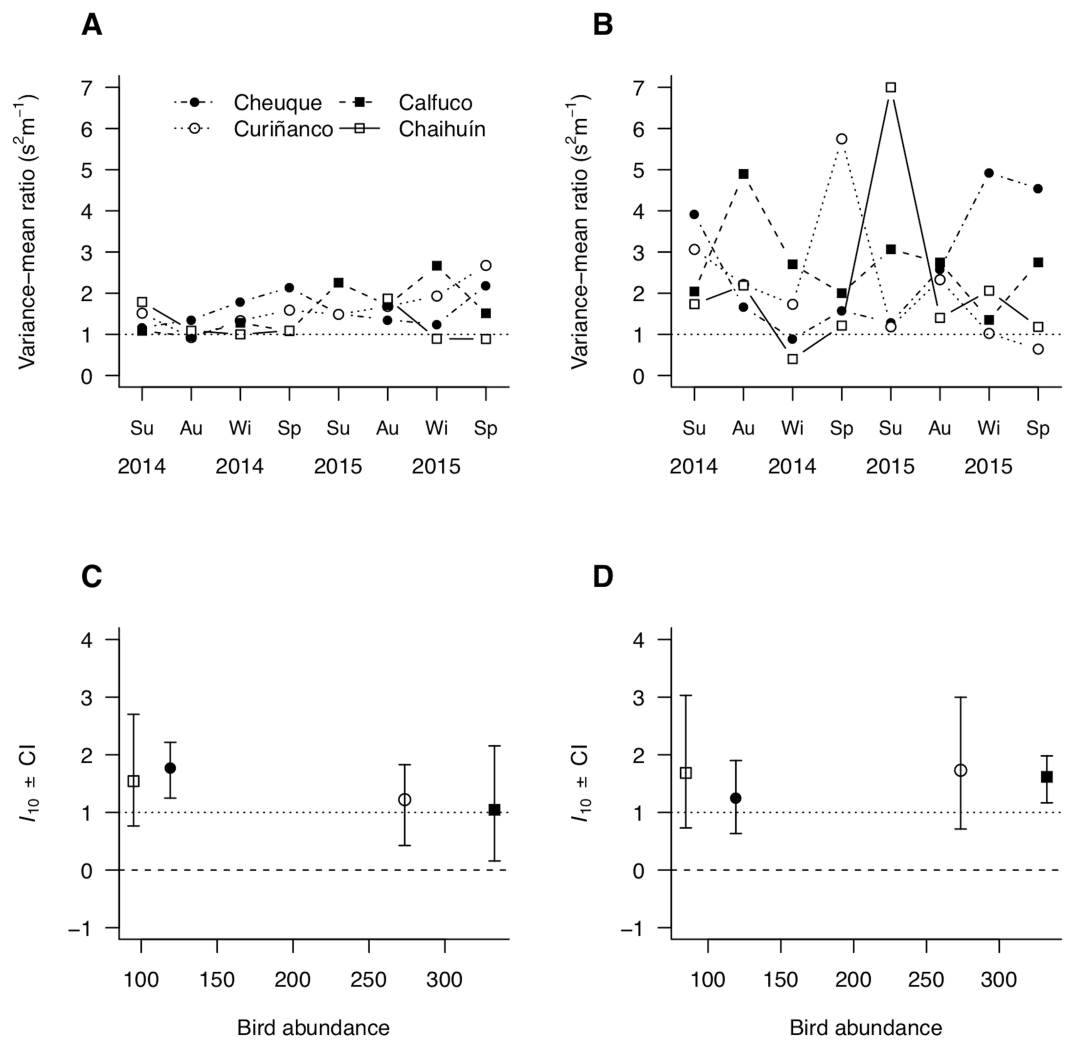 A
Variance−mean ratio (s²m⁻¹)
7
6
5
4
3
2
1
0
Cheuque
Calfuco
Curiñanco
Chaihuín
Su Au Wi Sp Su Au Wi Sp
2014 2014 2015 2015
B
Variance−mean ratio (s²m⁻¹)
7
6
5
4
3
2
1
0
Su Au Wi Sp Su Au Wi Sp
2014 2014 2015 2015
C
I₁₀ ± CI
4
3
2
1
0
−1
100 150 200 250 300
Bird abundance
D
I₁₀ ± CI
4
3
2
1
0
−1
100 150 200 250 300
Bird abundance